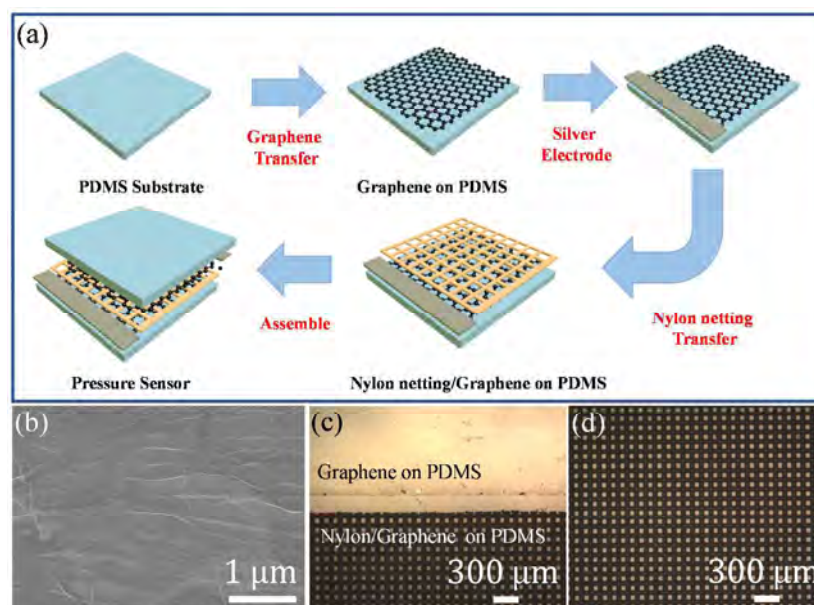 (a)
Graphene
Transfer
Silver
Electrode
PDMS Substrate
Graphene on PDMS
Assemble
Nylon netting
Transfer
Pressure Sensor
Nylon netting/Graphene on PDMS
(b)
1 μm
(c)
Graphene on PDMS
Nylon/Graphene on PDMS
300 μm
(d)
300 μm